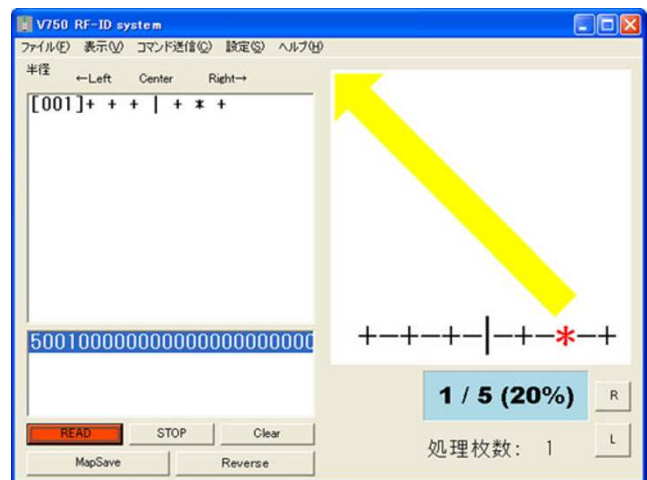 V750 RF-ID system
ファイル(F) 表示(V) コマンド送信(C) 設定(S) ヘルプ(H)
半径 ←Left Center Right→
[001]+ + + | + * +
+—+—+—|—+—*—+
5001000000000000000000000
1 / 5 (20%) R
READ STOP Clear
処理枚数: 1 L
MapSave Reverse